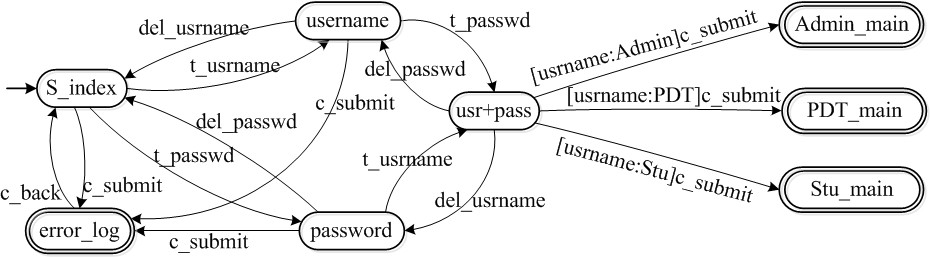 username
Admin_main
del_usrname
t_passwd
[usrname:Admin]c_submit
t_usrname
del_passwd
S_index
c_submit
[usrname:PDT]c_submit
usr+pass
PDT_main
del_passwd
t_passwd
t_usrname
[usrname:Stu]c_submit
c_back
c_submit
Stu_main
del_usrname
error_log
c_submit
password